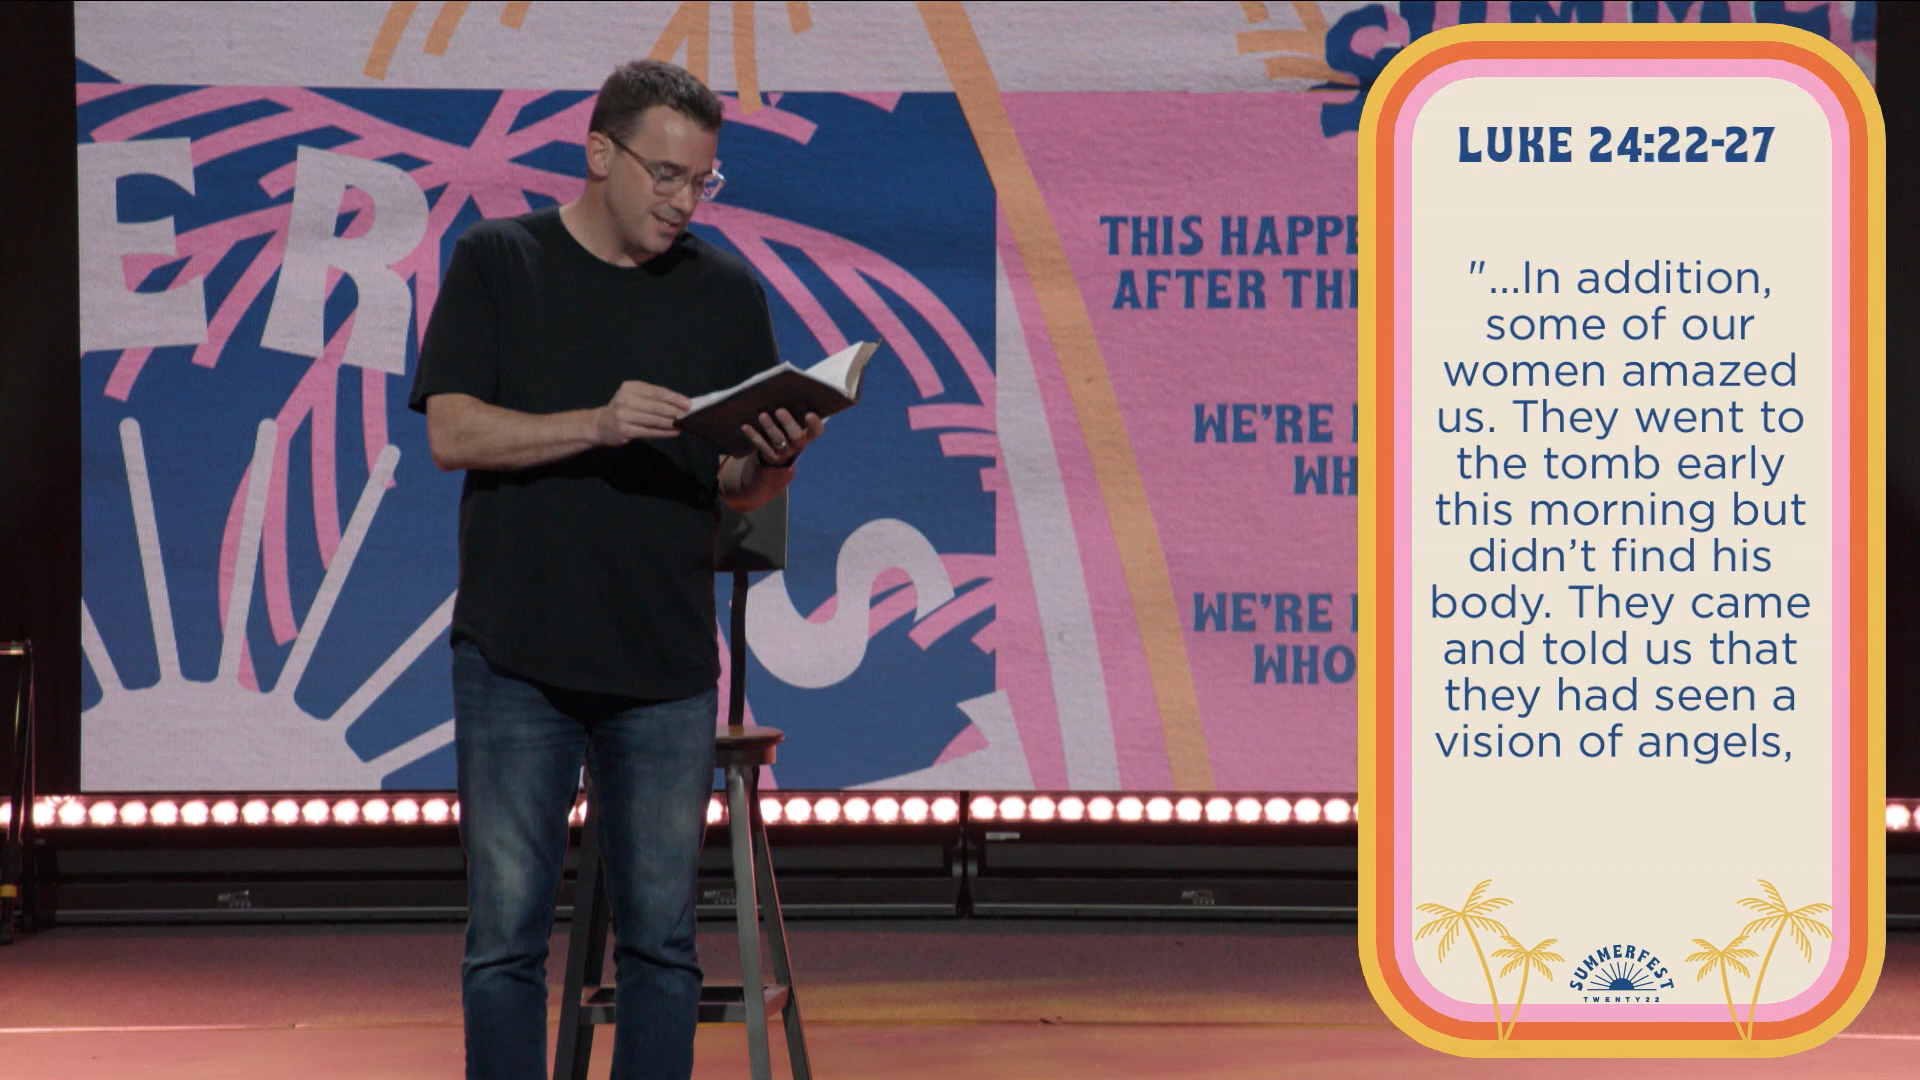 SUMME
ER
S
THIS HAPPE
AFTER THE
WE'RE
WH
WE'RE
WHO
LUKE 24:22-27
"...In addition,
some of our
women amazed
us. They went to
the tomb early
this morning but
didn't find his
body. They came
and told us that
they had seen a
vision of angels,
SUMMERFEST
TWENTY22